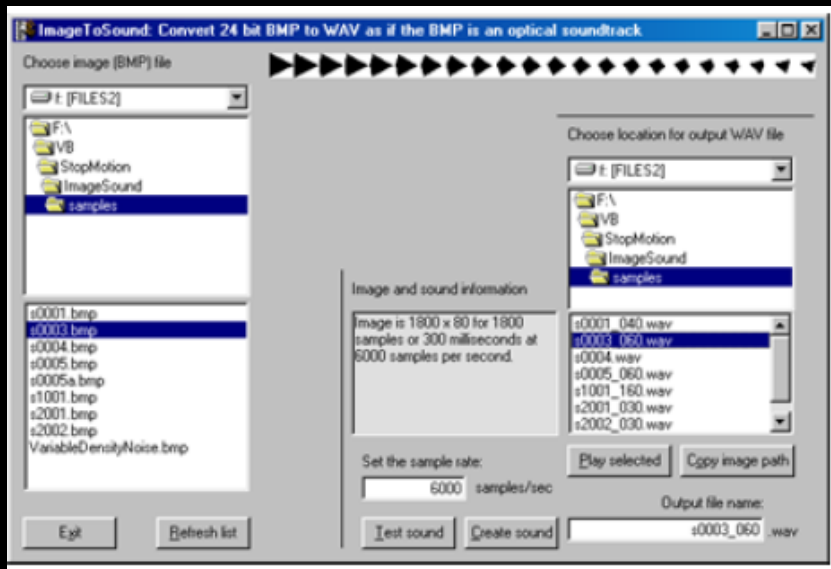 ImageToSound: Convert 24 bit BMP to WAV as if the BMP is an optical soundtrack
Choose image (BMP) file
f: [FILES2]
F:\
VB
StopMotion
ImageSound
samples
s0001.bmp
s0003.bmp
s0004.bmp
s0005.bmp
s0005a.bmp
s1001.bmp
s2001.bmp
s2002.bmp
VariableDensityNoise.bmp
Exit
Refresh list
Image and sound information
Image is 1800 x 80 for 1800
samples or 300 milliseconds at
6000 samples per second.
Set the sample rate:
6000 samples/sec
Test sound
Create sound
Choose location for output WAV file
f: [FILES2]
F:\
VB
StopMotion
ImageSound
samples
s0001_040.wav
s0003_060.wav
s0004.wav
s0005_060.wav
s1001_160.wav
s2001_030.wav
s2002_030.wav
Play selected
Copy image path
Output file name:
s0003_060 .wav